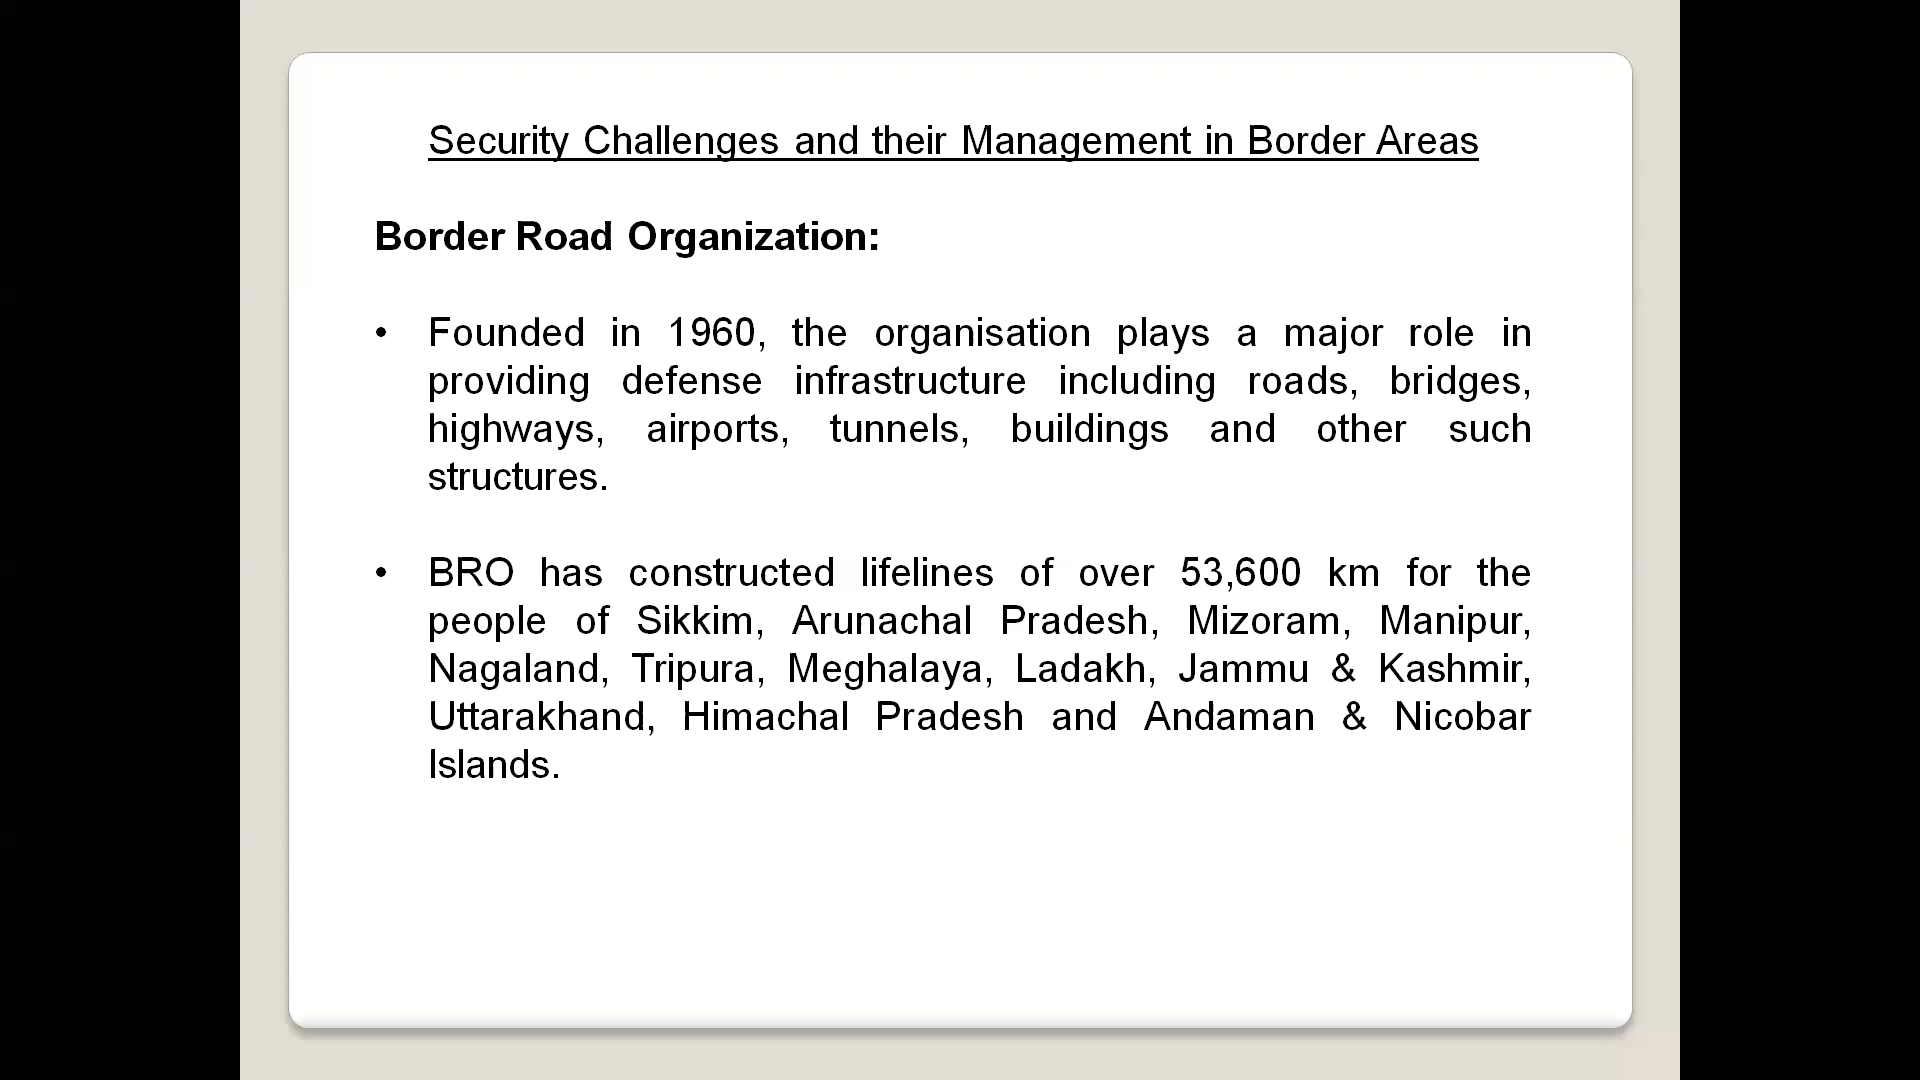 Security Challenges and their Management in Border Areas
Border Road Organization:
• Founded in 1960, the organisation plays a major role in
providing defense infrastructure including roads, bridges,
highways, airports, tunnels, buildings and other such
structures.
• BRO has constructed lifelines of over 53,600 km for the
people of Sikkim, Arunachal Pradesh, Mizoram, Manipur,
Nagaland, Tripura, Meghalaya, Ladakh, Jammu & Kashmir,
Uttarakhand, Himachal Pradesh and Andaman & Nicobar
Islands.